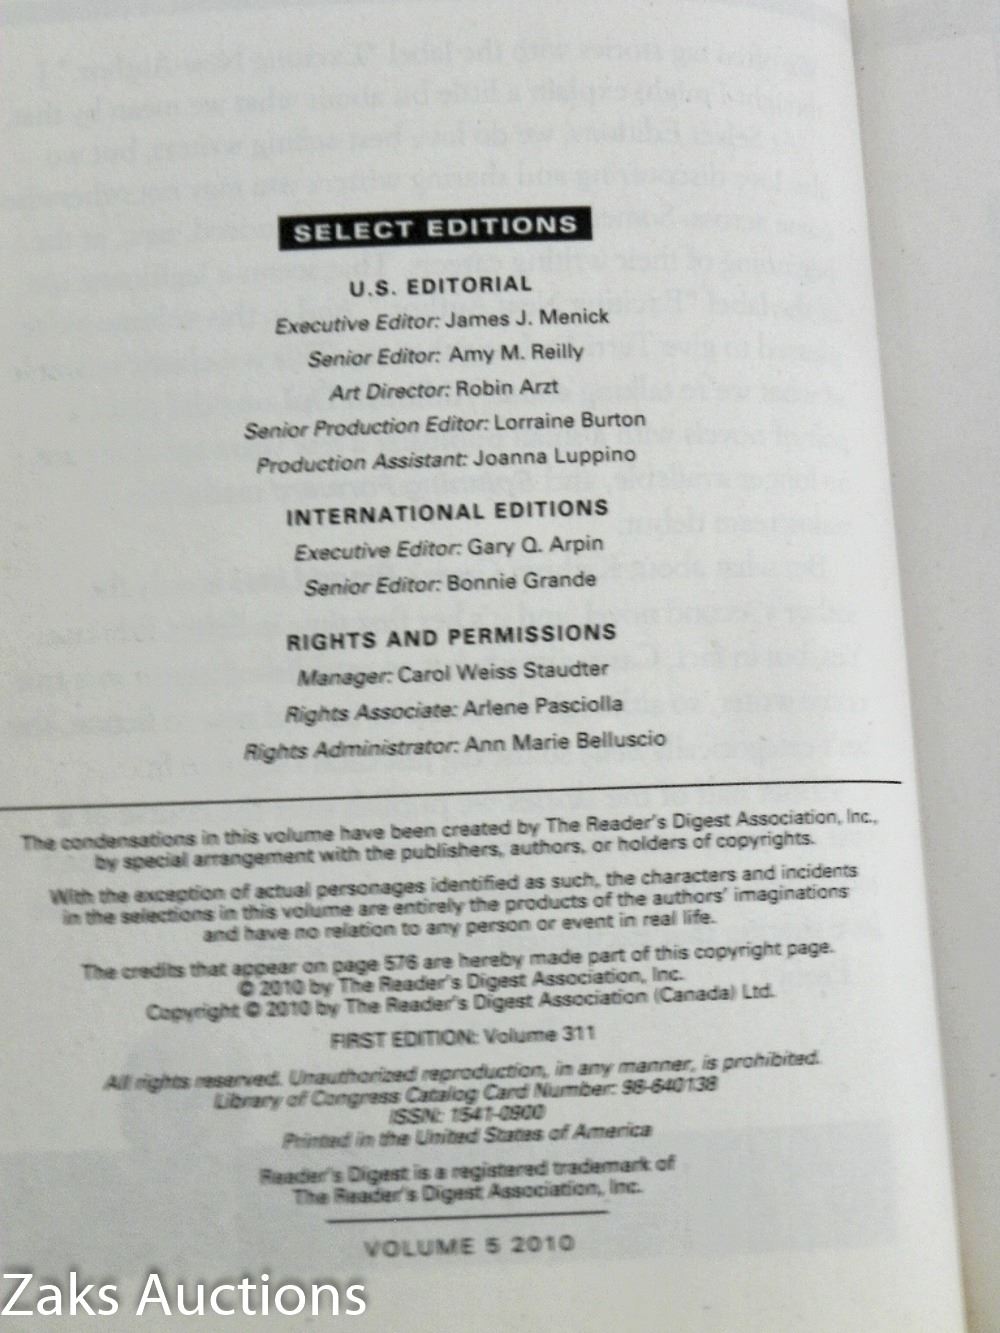 SELECT EDITIONS
U.S. EDITORIAL
Executive Editor: James J. Menick
Senior Editor: Amy M. Reilly
Art Director: Robin Arzt
Senior Production Editor: Lorraine Burton
Production Assistant: Joanna Luppino
INTERNATIONAL EDITIONS
Executive Editor: Gary Q. Arpin
Senior Editor: Bonnie Grande
RIGHTS AND PERMISSIONS
Manager: Carol Weiss Staudter
Rights Associate: Arlene Pasciolla
Rights Administrator: Ann Marie Belluscio
The condensations in this volume have been created by The Reader's Digest Association, Inc.,
by special arrangement with the publishers, authors, or holders of copyrights.
With the exception of actual personages identified as such, the characters and incidents
in the selections in this volume are entirely the products of the authors' imaginations
and have no relation to any person or event in real life.
The credits that appear on page 576 are hereby made part of this copyright page.
© 2010 by The Reader's Digest Association, Inc.
Copyright © 2010 by The Reader's Digest Association (Canada) Ltd.
FIRST EDITION: Volume 311
All rights reserved. Unauthorized reproduction, in any manner, is prohibited.
Library of Congress Catalog Card Number: 98-640138
ISSN: 1541-0900
Printed in the United States of America
Reader's Digest is a registered trademark of
The Reader's Digest Association, Inc.
VOLUME 5 2010
Zaks Auctions